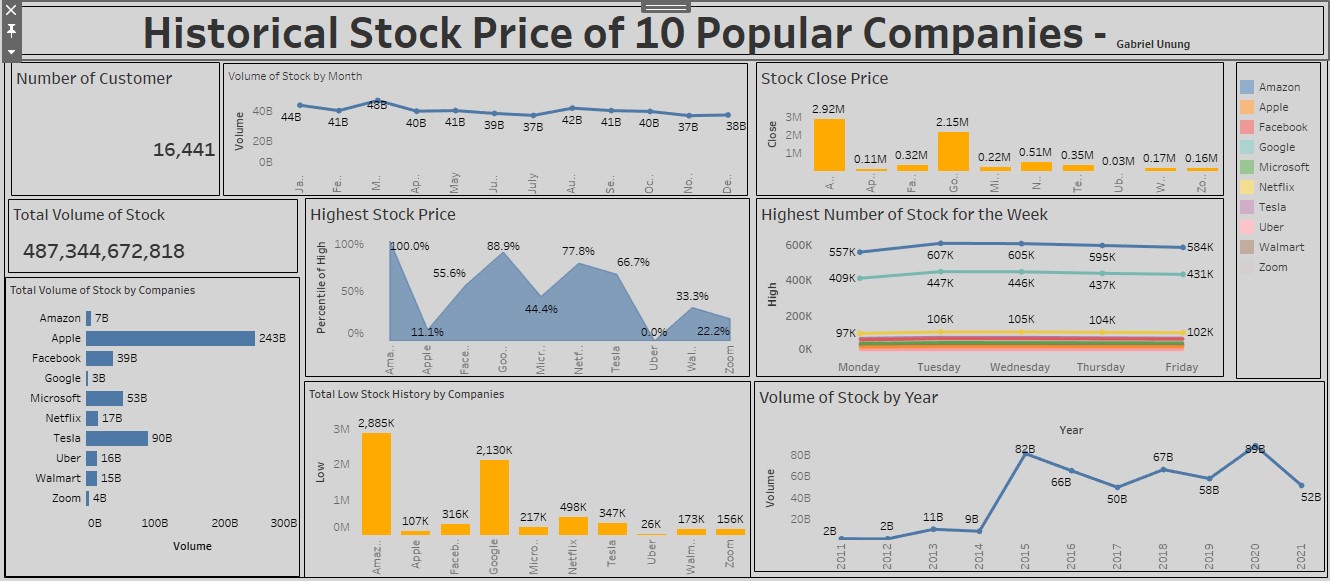 Historical Stock Price of 10 Popular Companies - Gabriel Unung
Number of Customer
16,441
Volume of Stock by Month
Volume
40B
20B
0B
44B
41B
48B
40B
41B
39B
37B
42B
41B
40B
37B
38B
Ja..
Fe..
M..
Ap..
May
Ju..
July
Au..
Se..
Oc..
No..
De..
Stock Close Price
Close
3M
2M
1M
2.92M
0.11M
0.32M
2.15M
0.22M
0.51M
0.35M
0.03M
0.17M
0.16M
A..
Ap..
Fa..
Go..
Mi..
N..
Te..
Ub..
W..
Zo..
Amazon
Apple
Facebook
Google
Microsoft
Netflix
Tesla
Uber
Walmart
Zoom
Total Volume of Stock
487,344,672,818
Total Volume of Stock by Companies
Amazon 7B
Apple 243B
Facebook 39B
Google 3B
Microsoft 53B
Netflix 17B
Tesla 90B
Uber 16B
Walmart 15B
Zoom 4B
0B 100B 200B 300B
Volume
Highest Stock Price
Percentile of High
100%
50%
0%
100.0%
11.1%
55.6%
88.9%
44.4%
77.8%
66.7%
0.0%
33.3%
22.2%
Ama..
Apple
Face..
Goo..
Micr..
Netf..
Tesla
Uber
Wal..
Zoom
Highest Number of Stock for the Week
High
600K
400K
200K
0K
557K
607K
605K
595K
584K
409K
447K
446K
437K
431K
97K
106K
105K
104K
102K
Monday Tuesday Wednesday Thursday Friday
Total Low Stock History by Companies
Low
3M
2M
1M
0M
2,885K
107K
316K
2,130K
217K
498K
347K
26K
173K
156K
Amaz..
Apple
Faceb..
Google
Micro..
Netflix
Tesla
Uber
Walm..
Zoom
Volume of Stock by Year
Year
Volume
80B
60B
40B
20B
2B
2B
11B
9B
82B
66B
50B
67B
58B
89B
52B
2011
2012
2013
2014
2015
2016
2017
2018
2019
2020
2021